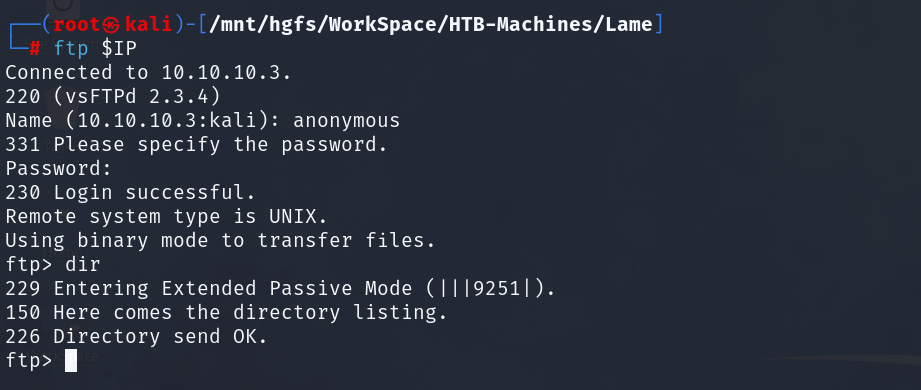 ┌──(root㉿kali)-[/mnt/hgfs/WorkSpace/HTB-Machines/Lame]
└─# ftp $IP
Connected to 10.10.10.3.
220 (vsFTPd 2.3.4)
Name (10.10.10.3:kali): anonymous
331 Please specify the password.
Password:
230 Login successful.
Remote system type is UNIX.
Using binary mode to transfer files.
ftp> dir
229 Entering Extended Passive Mode (|||9251|).
150 Here comes the directory listing.
226 Directory send OK.
ftp>